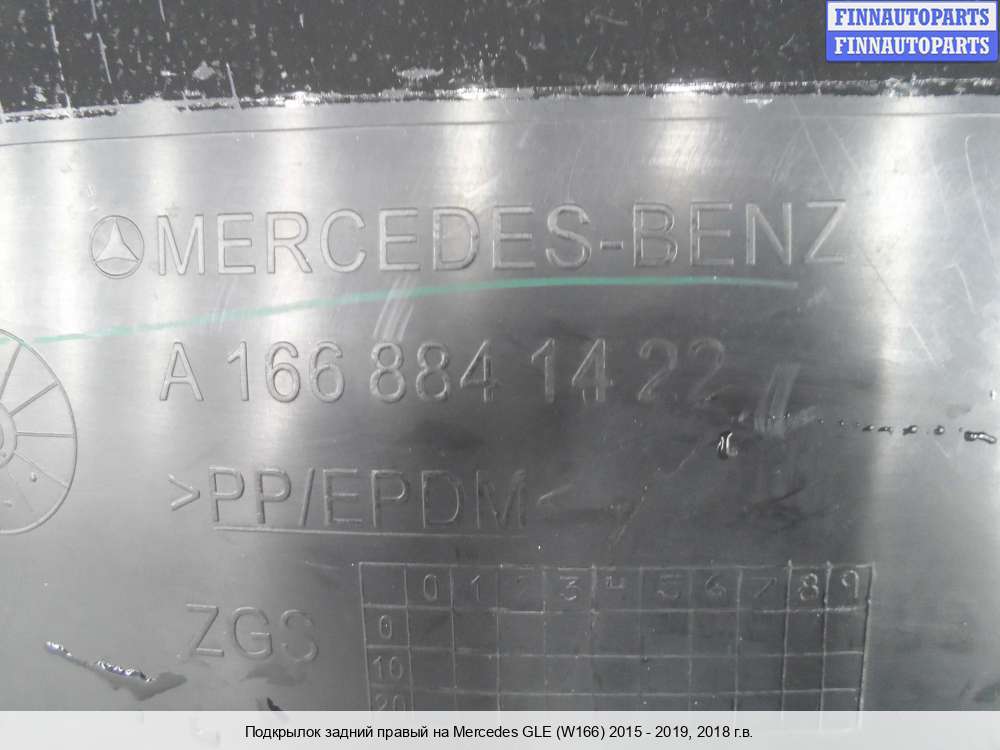 FINNAUTOPARTS
FINNAUTOPARTS
MERCEDES-BENZ
A 166 884 14 22
>PP/EPDM<
0 1 2 3 4 5 6 7 8 9
ZGS
0
10
20
Подкрылок задний правый на Mercedes GLE (W166) 2015 - 2019, 2018 г.в.